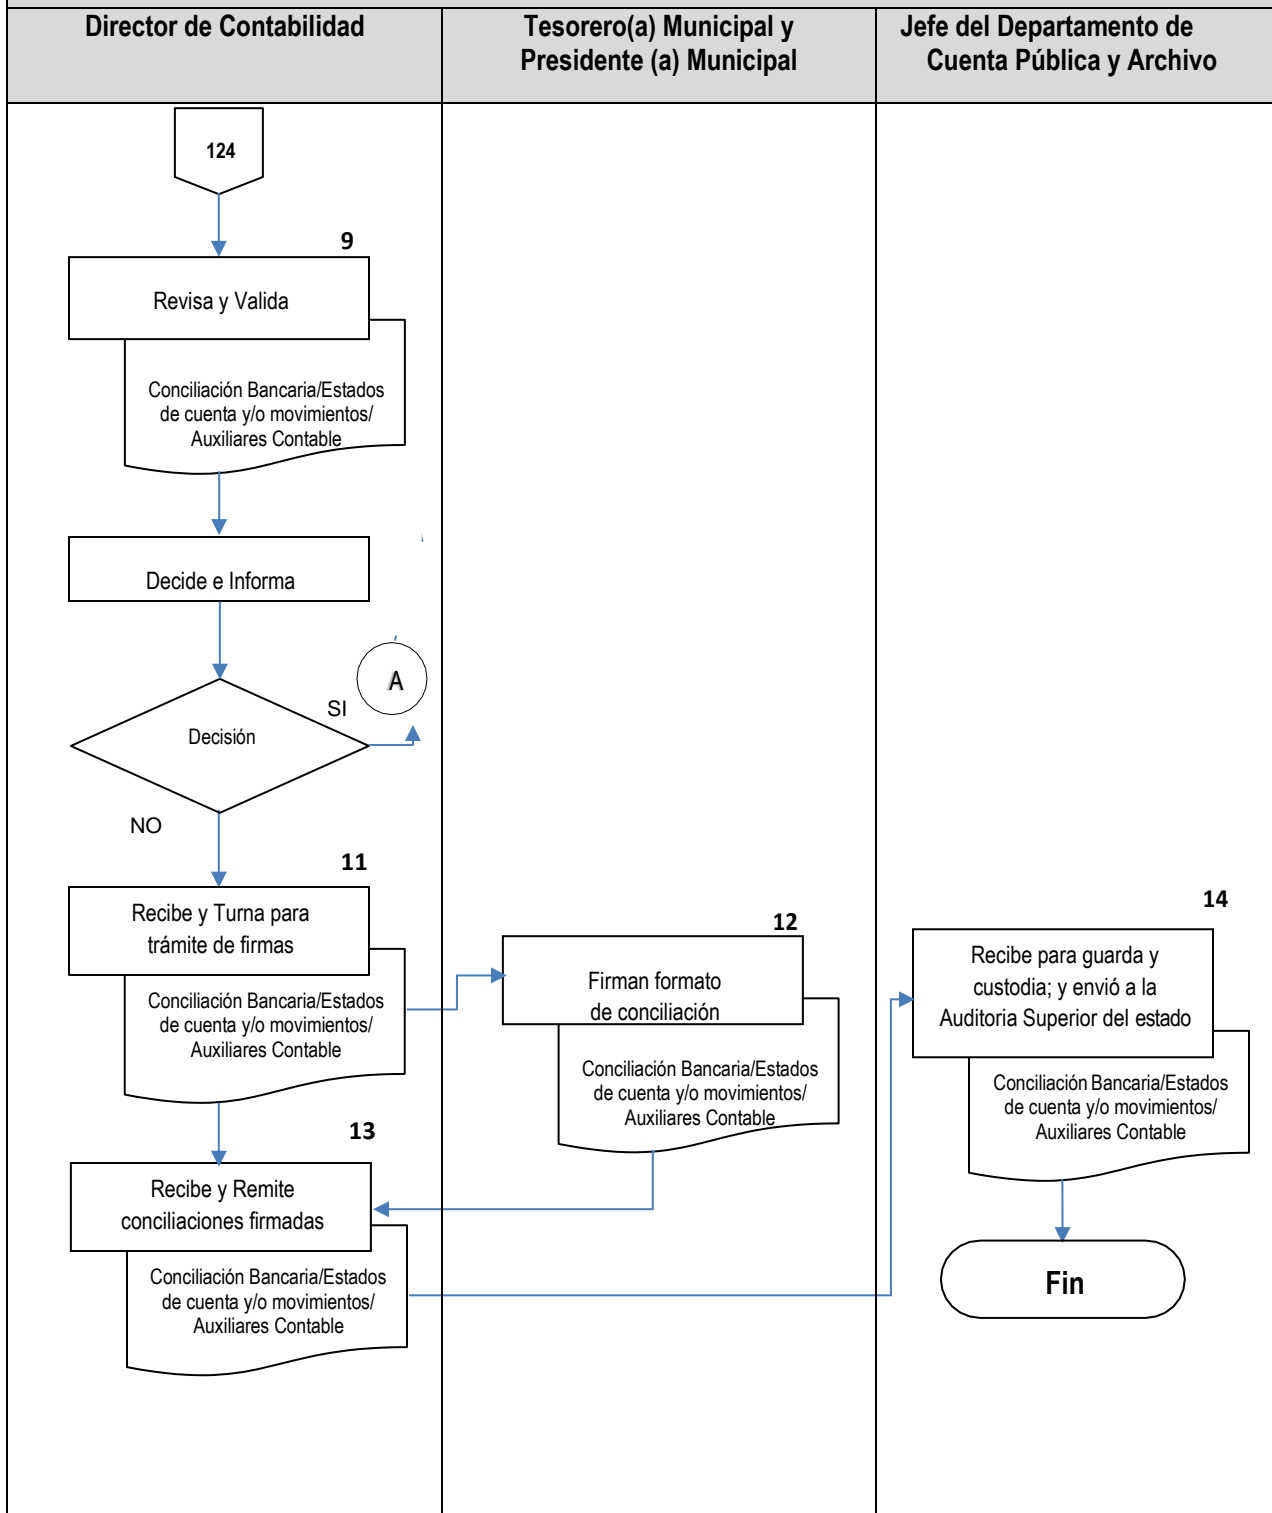 Director de Contabilidad
Tesorero(a) Municipal y
Presidente (a) Municipal
Jefe del Departamento de
Cuenta Pública y Archivo
124
9
Revisa y Valida
Conciliación Bancaria/Estados
de cuenta y/o movimientos/
Auxiliares Contable
Decide e Informa
A
SI
Decisión
NO
11
Recibe y Turna para
trámite de firmas
Conciliación Bancaria/Estados
de cuenta y/o movimientos/
Auxiliares Contable
12
Firman formato
de conciliación
Conciliación Bancaria/Estados
de cuenta y/o movimientos/
Auxiliares Contable
13
Recibe y Remite
conciliaciones firmadas
Conciliación Bancaria/Estados
de cuenta y/o movimientos/
Auxiliares Contable
14
Recibe para guarda y
custodia; y envió a la
Auditoria Superior del estado
Conciliación Bancaria/Estados
de cuenta y/o movimientos/
Auxiliares Contable
Fin